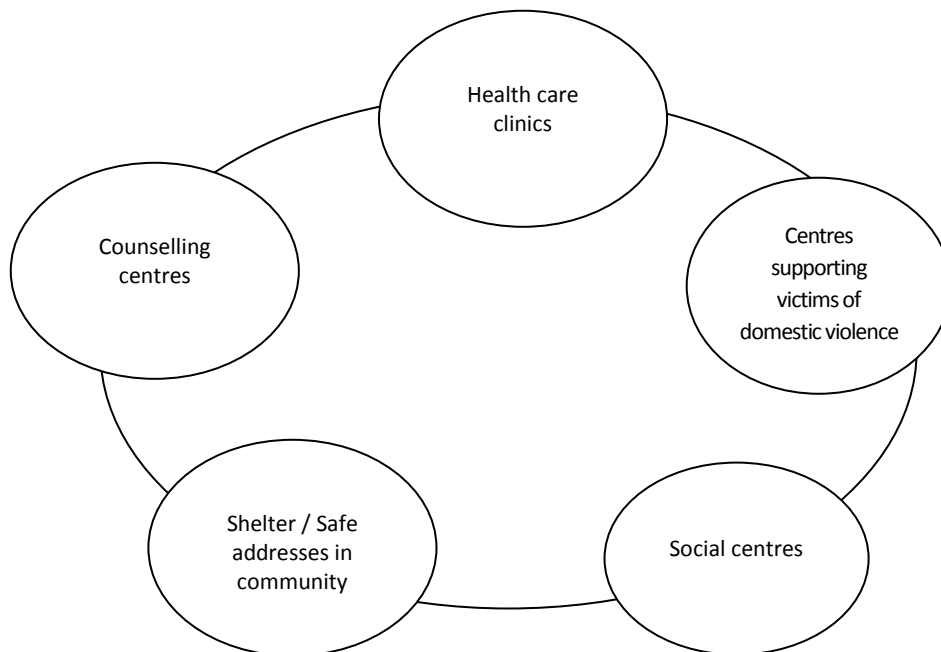 Health care
clinics
Counselling
centres
Centres
supporting
victims of
domestic violence
Shelter / Safe
addresses in
community
Social centres